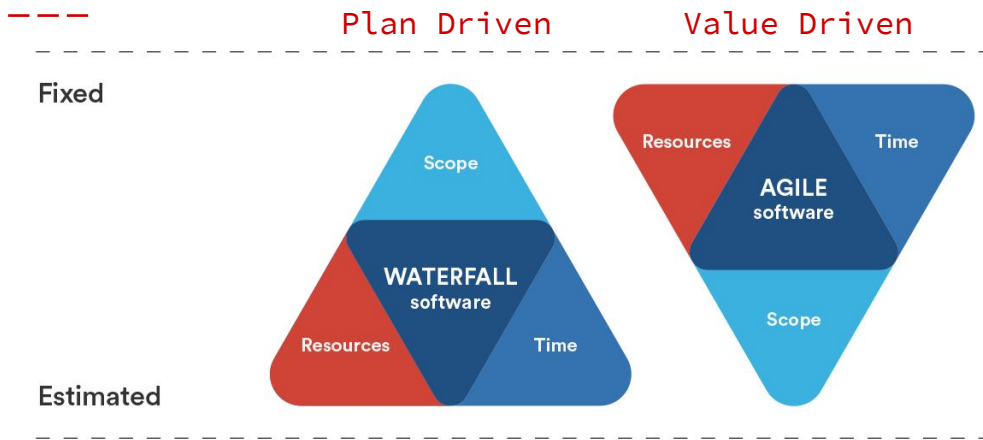 Plan Driven
Value Driven
Fixed
Resources
Time
Scope
AGILE
software
WATERFALL
software
Resources
Time
Scope
Estimated